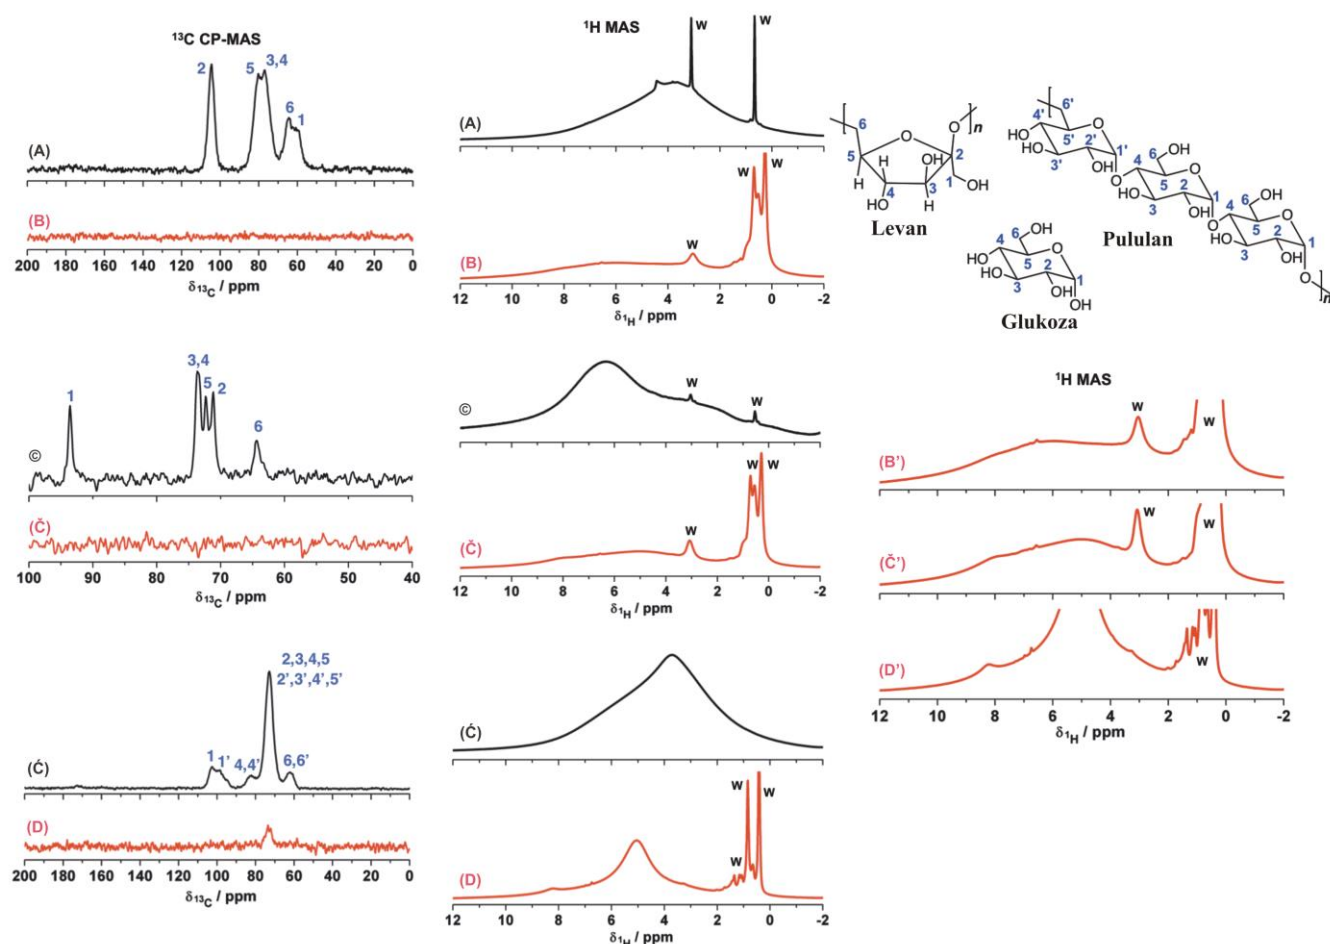 13C CP-MAS
2
5
3,4
6
1
(A)
(B)
200 180 160 140 120 100 80 60 40 20 0
δ13C / ppm
1H MAS
w
w
(A)
w
w
w
(B)
12 10 8 6 4 2 0 -2
δ1H / ppm
6
O
O
n
5
H
OH
2
1
H
4
3
OH
HO
H
Levan
6'
4'
O
HO
5'
2'
1'
HO
3'
OH
O
6
OH
4
O
5
2
1
HO
3
OH
O
6
OH
4
O
5
2
1
HO
3
OH
O
n
Pululan
6
OH
4
HO
5
O
HO
2
1
3
OH
OH
Glukoza
3,4
1
5
2
6
©
(Č)
100 90 80 70 60 50 40
δ13C / ppm
w
w
©
w
w
w
(Č)
12 10 8 6 4 2 0 -2
δ1H / ppm
1H MAS
w
w
(B')
w
w
(Č')
w
(D')
12 10 8 6 4 2 0 -2
δ1H / ppm
2,3,4,5
2',3',4',5'
1
1'
4,4'
6,6'
(Ć)
(D)
200 180 160 140 120 100 80 60 40 20 0
δ13C / ppm
(Ć)
w
w
w
(D)
12 10 8 6 4 2 0 -2
δ1H / ppm